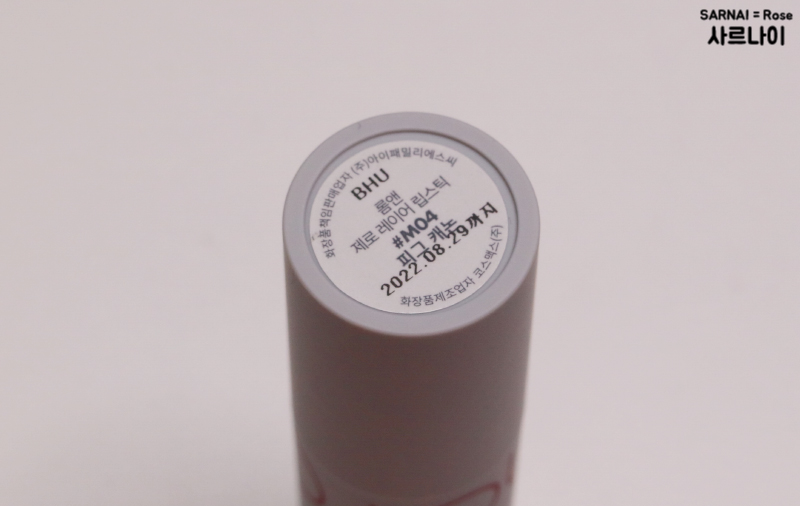 SARNAI = Rose
사르나이
화장품책임판매업자 (주)아이패밀리에스씨
BHU
롬앤
제로 레이어 립스틱
#M04
피그 캐노
2022.08.29까지
화장품제조업자 코스맥스(주)